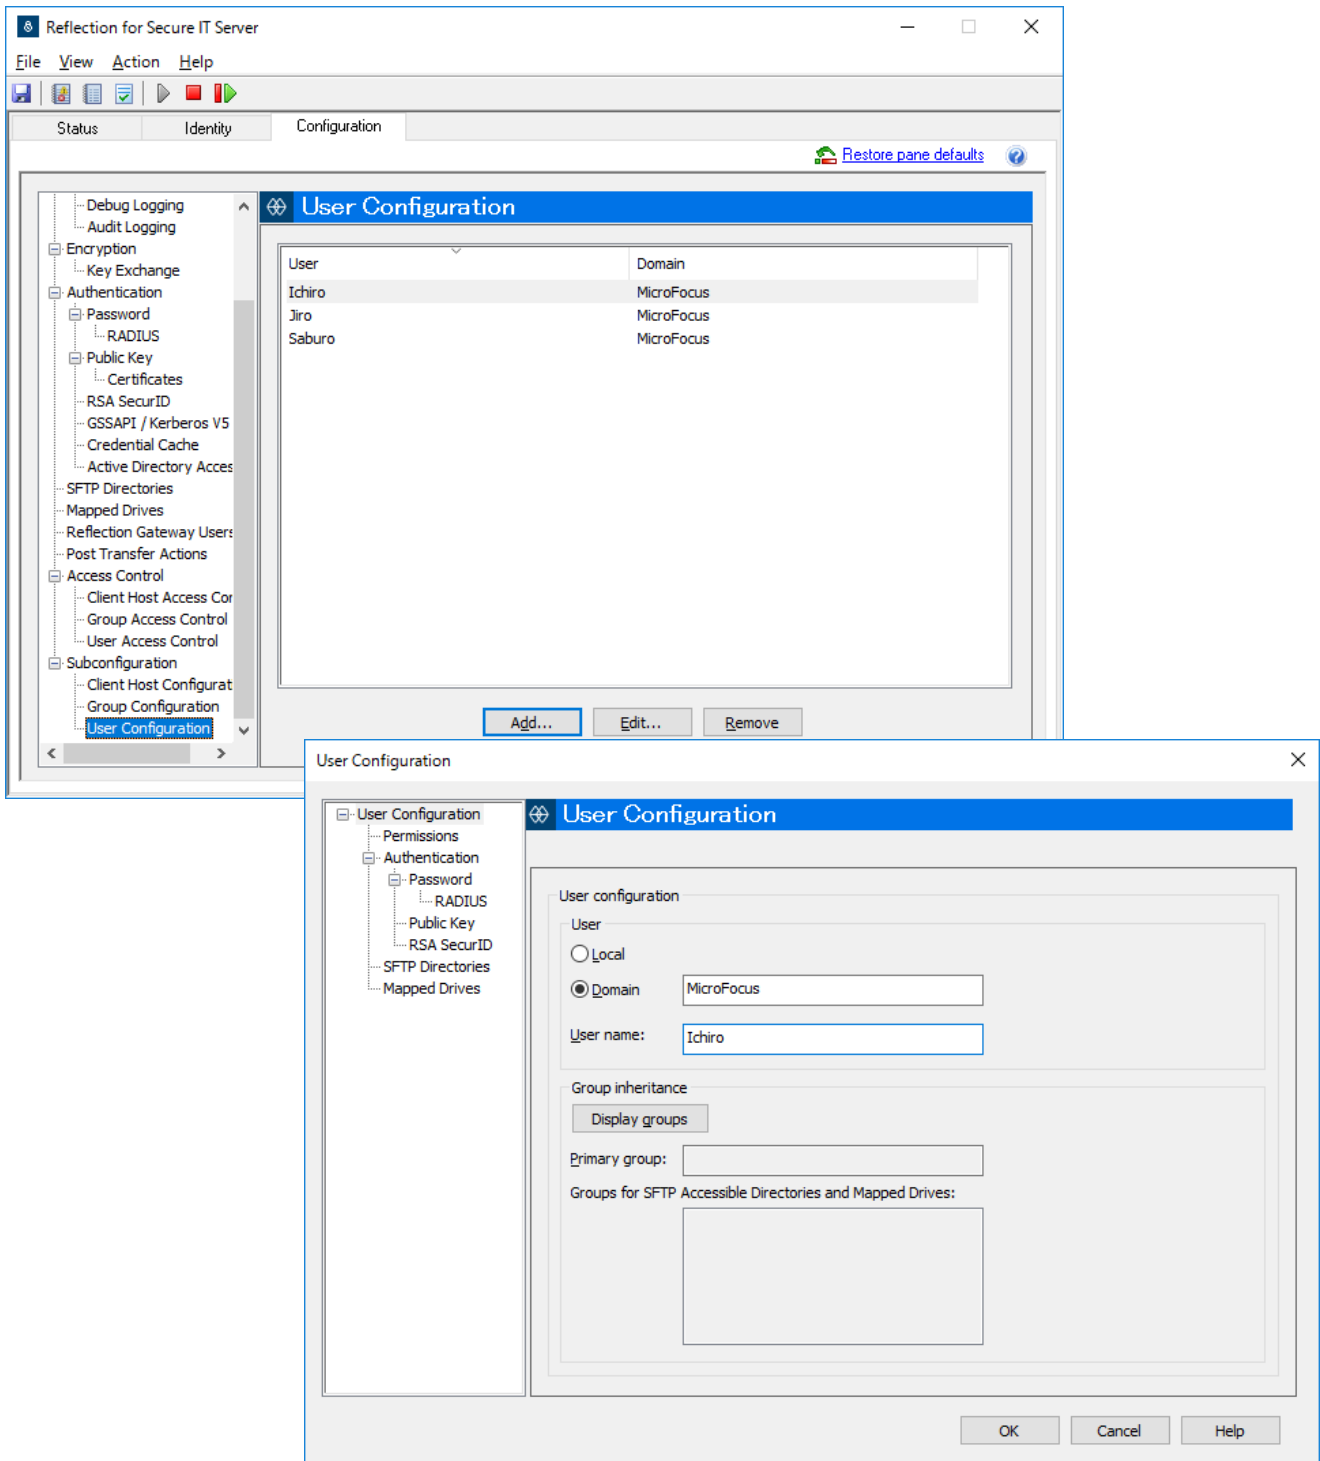 Reflection for Secure IT Server
File View Action Help
Status Identity Configuration
Restore pane defaults
Debug Logging
Audit Logging
Encryption
Key Exchange
Authentication
Password
RADIUS
Public Key
Certificates
RSA SecurID
GSSAPI / Kerberos V5
Credential Cache
Active Directory Acces
SFTP Directories
Mapped Drives
Reflection Gateway Users
Post Transfer Actions
Access Control
Client Host Access Cor
Group Access Control
User Access Control
Subconfiguration
Client Host Configurat
Group Configuration
User Configuration
User Configuration
User Domain
Ichiro MicroFocus
Jiro MicroFocus
Saburo MicroFocus
Add... Edit... Remove
User Configuration
User Configuration
Permissions
Authentication
Password
RADIUS
Public Key
RSA SecurID
SFTP Directories
Mapped Drives
User Configuration
User configuration
User
Local
Domain MicroFocus
User name: Ichiro
Group inheritance
Display groups
Primary group:
Groups for SFTP Accessible Directories and Mapped Drives:
OK Cancel Help